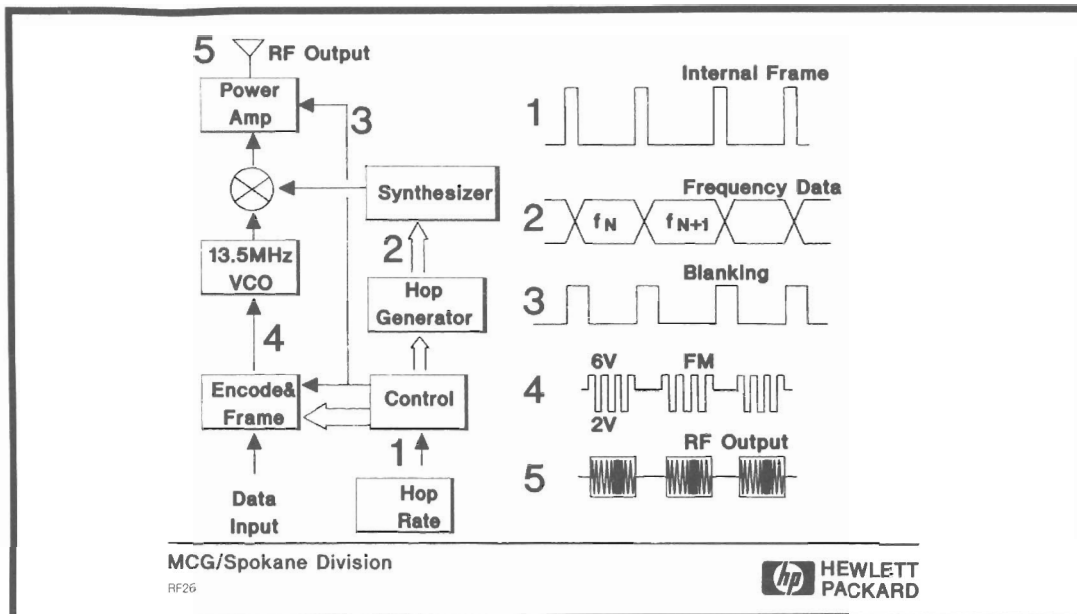 5
RF Output
Power
Amp
3
Synthesizer
2
13.5MHz
VCO
Hop
Generator
4
Encode&
Frame
Control
1
Data
Input
Hop
Rate
Internal Frame
1
Frequency Data
2
fN
fN+1
Blanking
3
6V
FM
4
2V
RF Output
5
MCG/Spokane Division
RF26
hp
HEWLETT
PACKARD